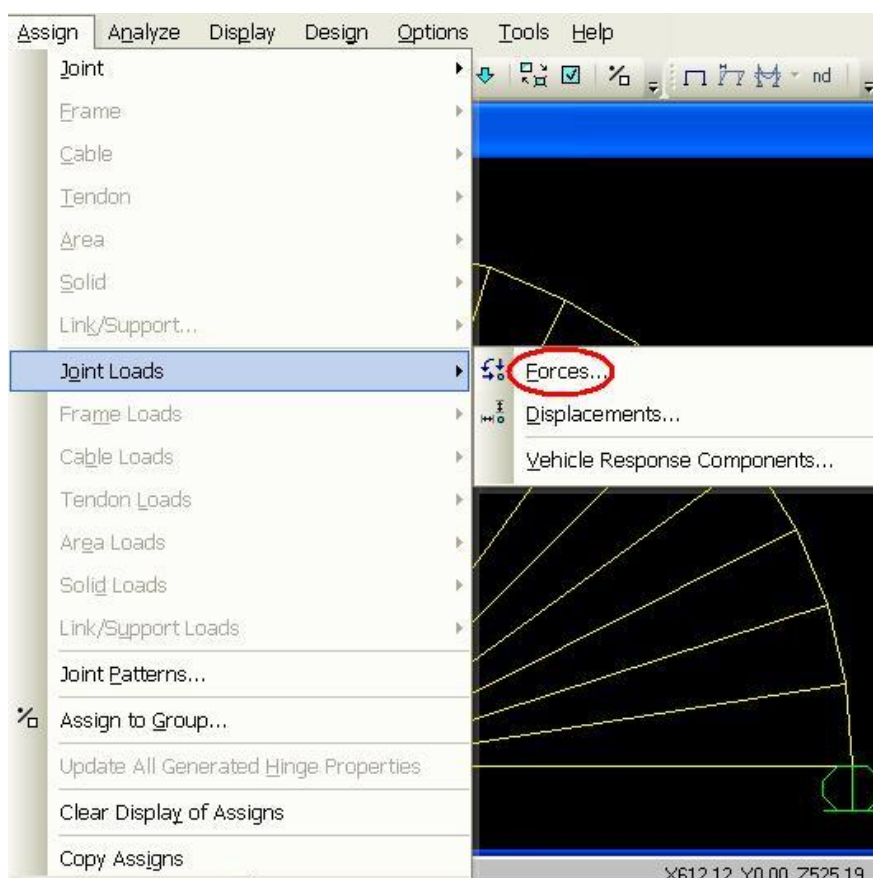 Assign Analyze Display Design Options Tools Help
Joint
nd
Frame
Cable
Tendon
Area
Solid
Link/Support...
Joint Loads
Forces...
Frame Loads
Displacements...
Cable Loads
Vehicle Response Components...
Tendon Loads
Area Loads
Solid Loads
Link/Support Loads
Joint Patterns...
Assign to Group...
Update All Generated Hinge Properties
Clear Display of Assigns
Copy Assigns
X612.12 Y0.00 Z525.19